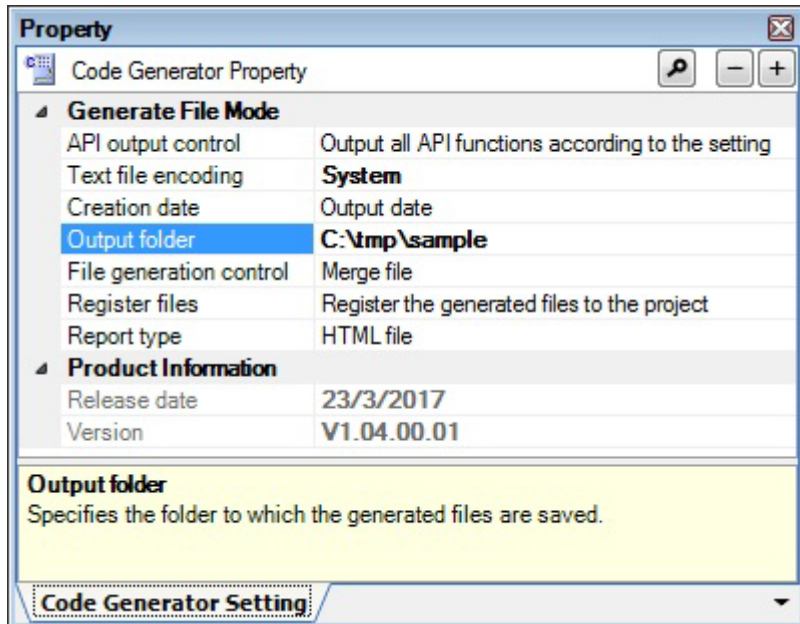 Property
Code Generator Property
Generate File Mode
API output control Output all API functions according to the setting
Text file encoding System
Creation date Output date
Output folder C:\tmp\sample
File generation control Merge file
Register files Register the generated files to the project
Report type HTML file
Product Information
Release date 23/3/2017
Version V1.04.00.01
Output folder
Specifies the folder to which the generated files are saved.
Code Generator Setting